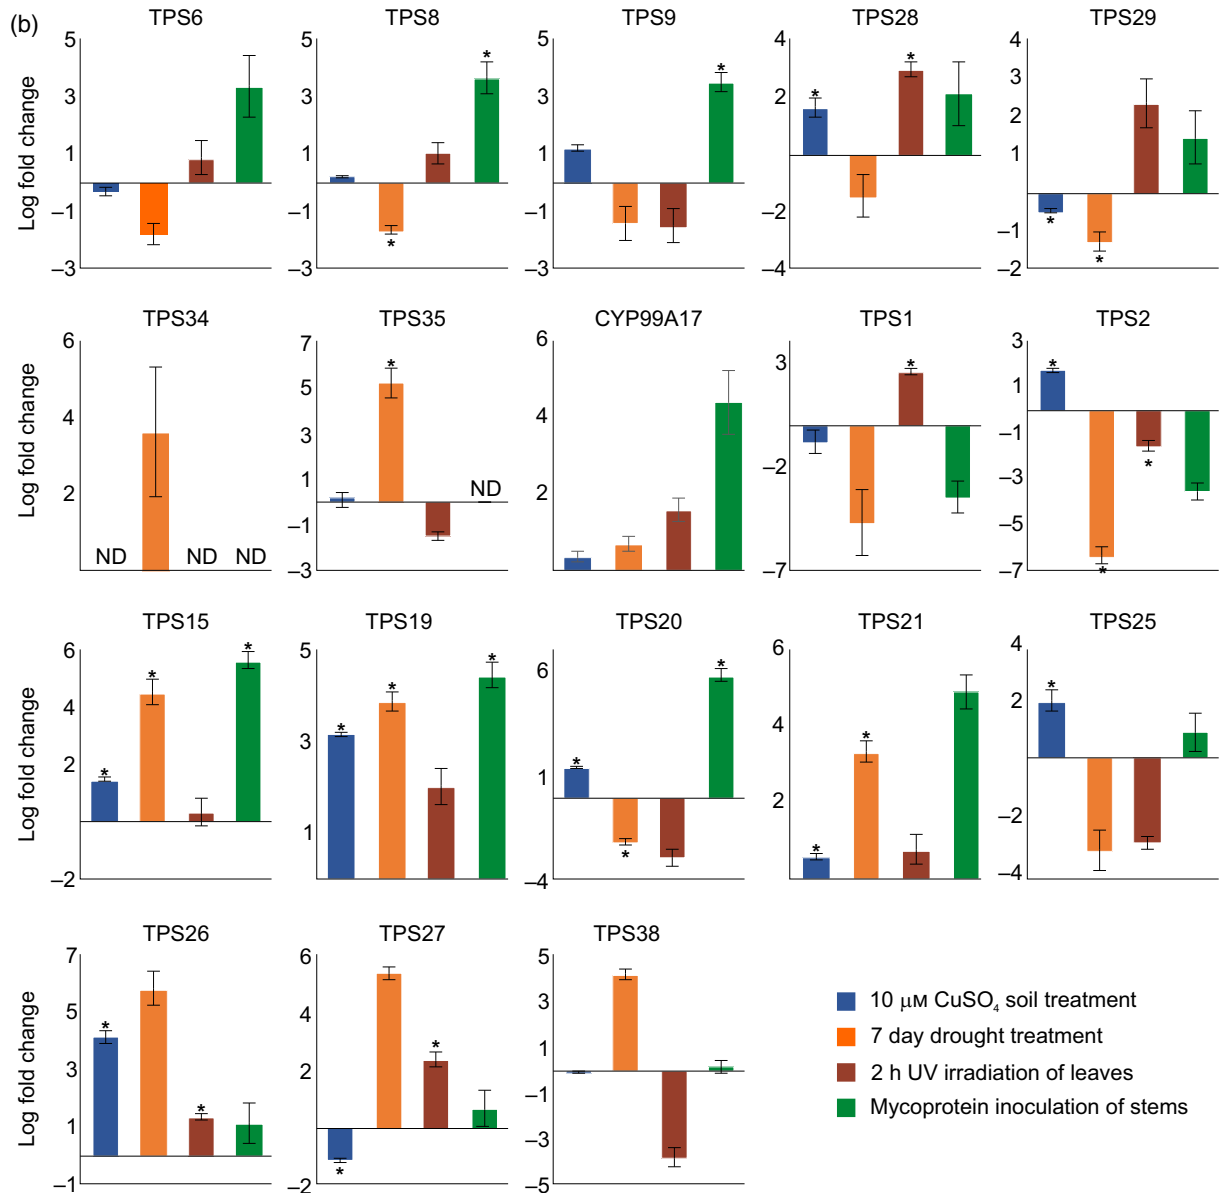 (b)
TPS6 TPS8 TPS9 TPS28 TPS29
Log fold change
5 3 1 –1 –3
5 3 1 –1 –3
* *
5 3 1 –1 –3
*
4 2 –2 –4
* *
4 3 2 1 –1 –2
* *
TPS34 TPS35 CYP99A17 TPS1 TPS2
Log fold change
6 4 2
ND ND ND
7 5 3 1 –1 –3
* ND
6 4 2
3 –2 –7
*
3 1 –1 –3 –5 –7
* * *
TPS15 TPS19 TPS20 TPS21 TPS25
Log fold change
6 4 2 –2
* * *
5 3 1
* * *
6 1 –4
* * *
6 4 2
* *
4 2 –2 –4
*
TPS26 TPS27 TPS38
Log fold change
7 5 3 1 –1
* *
6 4 2 –2
* *
5 3 1 –1 –3 –5
10 μM CuSO₄ soil treatment
7 day drought treatment
2 h UV irradiation of leaves
Mycoprotein inoculation of stems